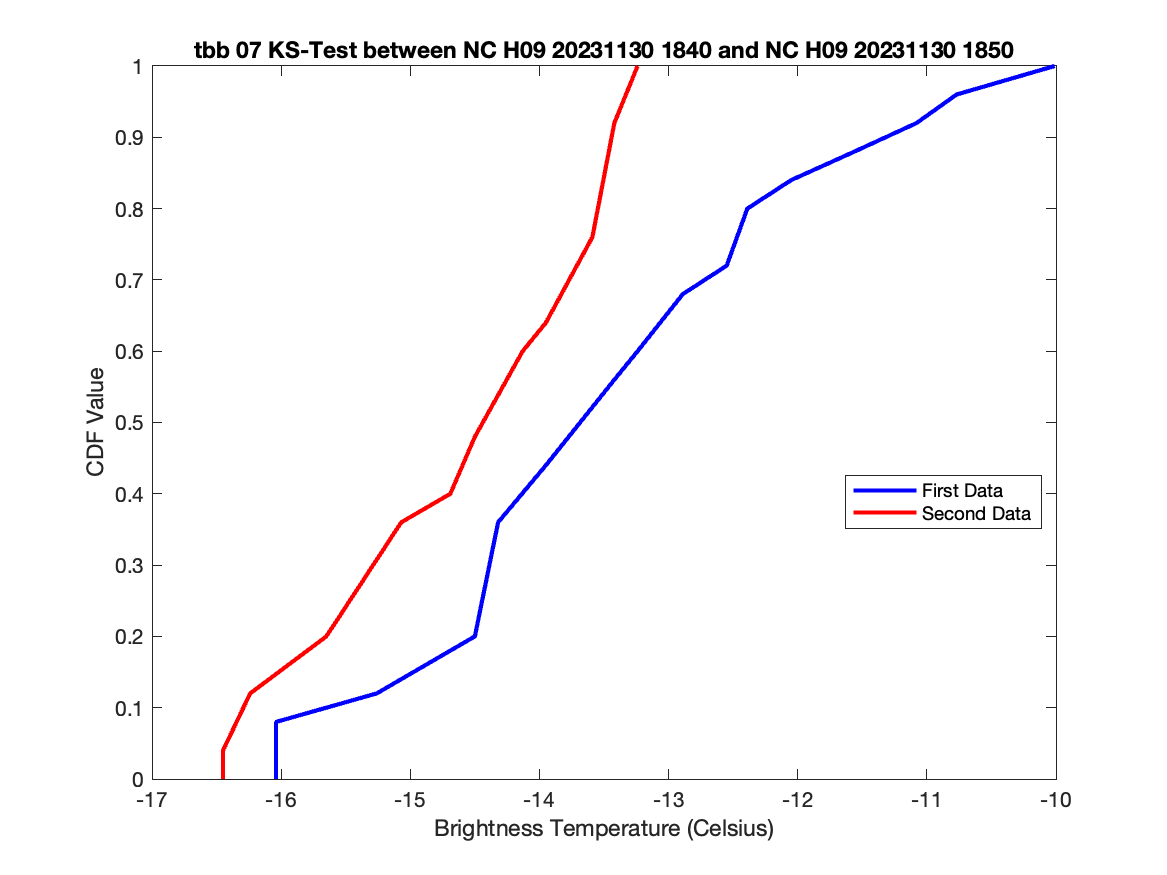 tbb 07 KS-Test between NC H09 20231130 1840 and NC H09 20231130 1850
1
0.9
0.8
0.7
0.6
0.5
0.4
0.3
0.2
0.1
0
CDF Value
First Data
Second Data
-17 -16 -15 -14 -13 -12 -11 -10
Brightness Temperature (Celsius)